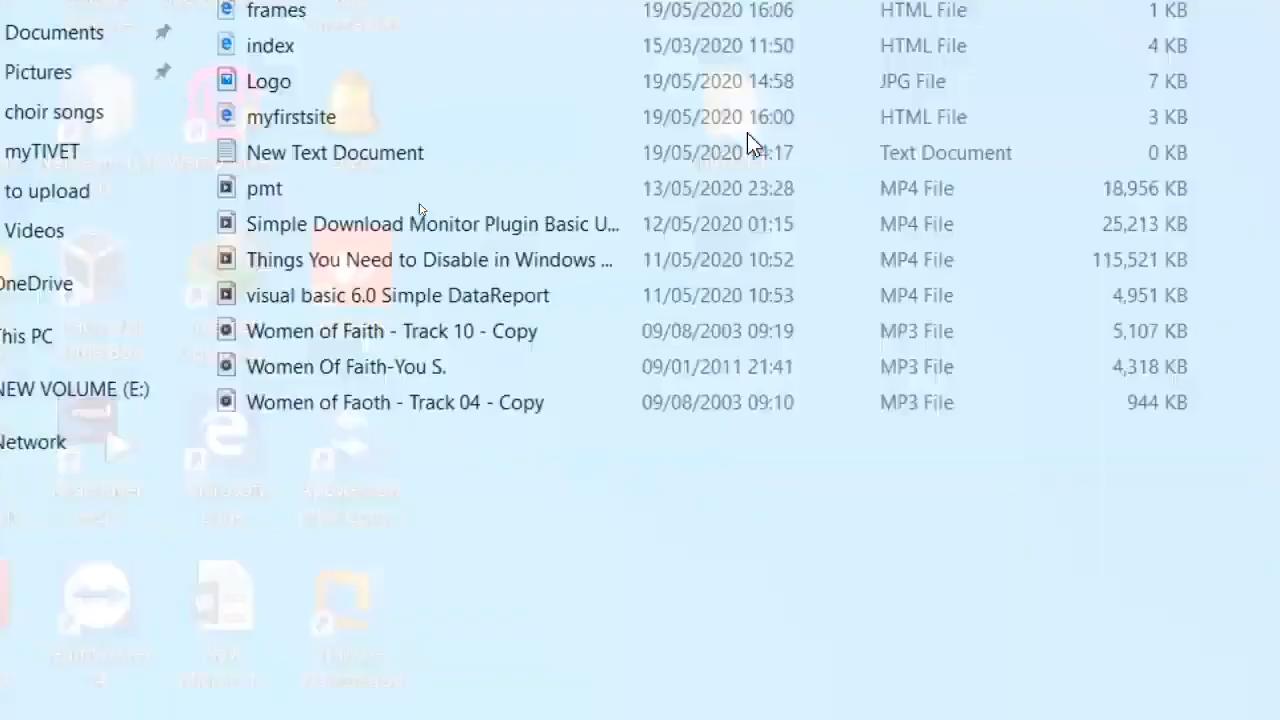 frames 19/05/2020 16:06 HTML File 1 KB
Documents
index 15/03/2020 11:50 HTML File 4 KB
Pictures
Logo 19/05/2020 14:58 JPG File 7 KB
choir songs
myfirstsite 19/05/2020 16:00 HTML File 3 KB
myTIVET
New Text Document 19/05/2020 Text Document 0 KB
to upload
pmt 13/05/2020 23:28 MP4 File 18,956 KB
Simple Download Monitor Plugin Basic U... 12/05/2020 01:15 MP4 File 25,213 KB
Videos
Things You Need to Disable in Windows ... 11/05/2020 10:52 MP4 File 115,521 KB
OneDrive
visual basic 6.0 Simple DataReport 11/05/2020 10:53 MP4 File 4,951 KB
This PC
Women of Faith - Track 10 - Copy 09/08/2003 09:19 MP3 File 5,107 KB
Women Of Faith-You S. 09/01/2011 21:41 MP3 File 4,318 KB
NEW VOLUME (E:)
Women of Faoth - Track 04 - Copy 09/08/2003 09:10 MP3 File 944 KB
Network